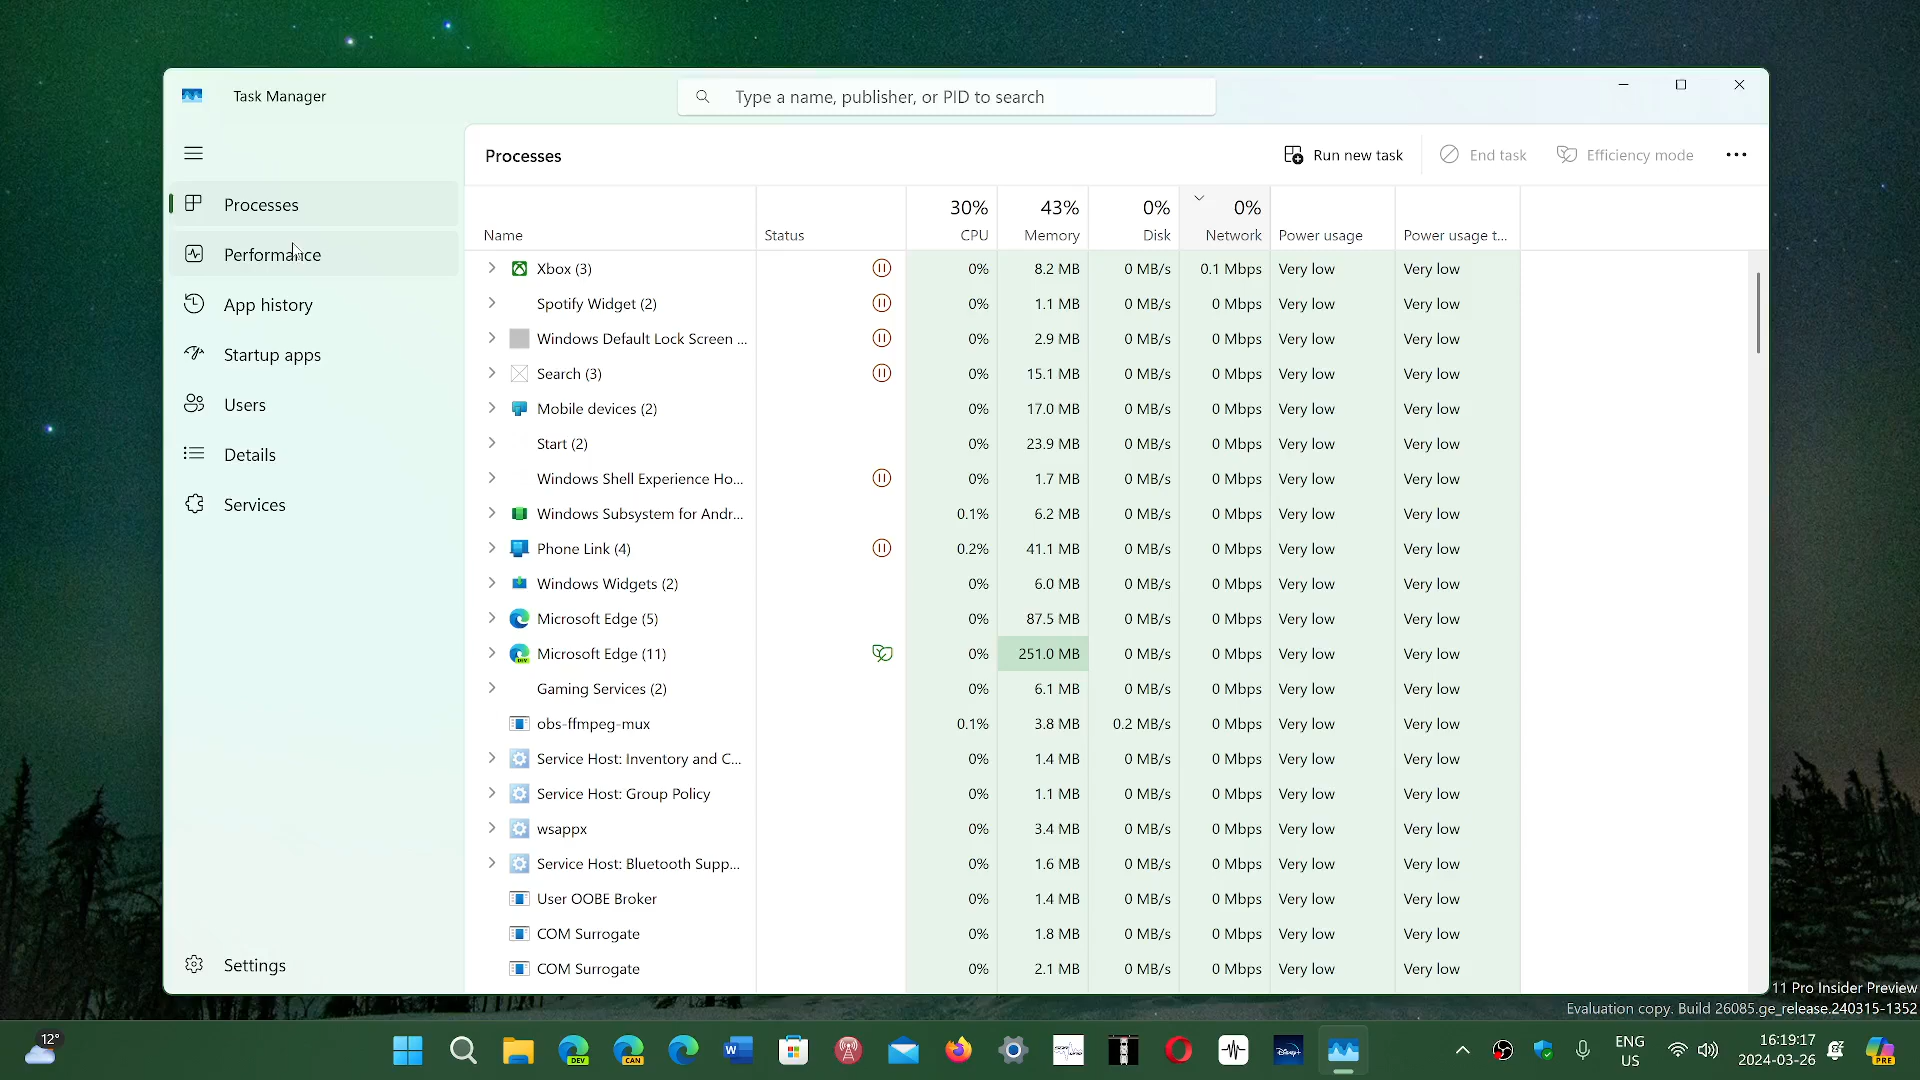 Task Manager
Type a name, publisher, or PID to search
Processes
Run new task
End task
Efficiency mode
Processes
Performance
App history
Startup apps
Users
Details
Services
Settings
30% 43% 0% 0%
Name Status CPU Memory Disk Network Power usage Power usage t...
Xbox (3) 0% 8.2 MB 0 MB/s 0.1 Mbps Very low Very low
Spotify Widget (2) 0% 1.1 MB 0 MB/s 0 Mbps Very low Very low
Windows Default Lock Screen ... 0% 2.9 MB 0 MB/s 0 Mbps Very low Very low
Search (3) 0% 15.1 MB 0 MB/s 0 Mbps Very low Very low
Mobile devices (2) 0% 17.0 MB 0 MB/s 0 Mbps Very low Very low
Start (2) 0% 23.9 MB 0 MB/s 0 Mbps Very low Very low
Windows Shell Experience Ho... 0% 1.7 MB 0 MB/s 0 Mbps Very low Very low
Windows Subsystem for Andr... 0.1% 6.2 MB 0 MB/s 0 Mbps Very low Very low
Phone Link (4) 0.2% 41.1 MB 0 MB/s 0 Mbps Very low Very low
Windows Widgets (2) 0% 6.0 MB 0 MB/s 0 Mbps Very low Very low
Microsoft Edge (5) 0% 87.5 MB 0 MB/s 0 Mbps Very low Very low
Microsoft Edge (11) 0% 251.0 MB 0 MB/s 0 Mbps Very low Very low
Gaming Services (2) 0% 6.1 MB 0 MB/s 0 Mbps Very low Very low
obs-ffmpeg-mux 0.1% 3.8 MB 0.2 MB/s 0 Mbps Very low Very low
Service Host: Inventory and C... 0% 1.4 MB 0 MB/s 0 Mbps Very low Very low
Service Host: Group Policy 0% 1.1 MB 0 MB/s 0 Mbps Very low Very low
wsappx 0% 3.4 MB 0 MB/s 0 Mbps Very low Very low
Service Host: Bluetooth Supp... 0% 1.6 MB 0 MB/s 0 Mbps Very low Very low
User OOBE Broker 0% 1.4 MB 0 MB/s 0 Mbps Very low Very low
COM Surrogate 0% 1.8 MB 0 MB/s 0 Mbps Very low Very low
COM Surrogate 0% 2.1 MB 0 MB/s 0 Mbps Very low Very low
11 Pro Insider Preview
Evaluation copy. Build 26085.ge_release.240315-1352
12°
DEV
CAN
Disney+
ENG
US
16:19:17
2024-03-26
PRE